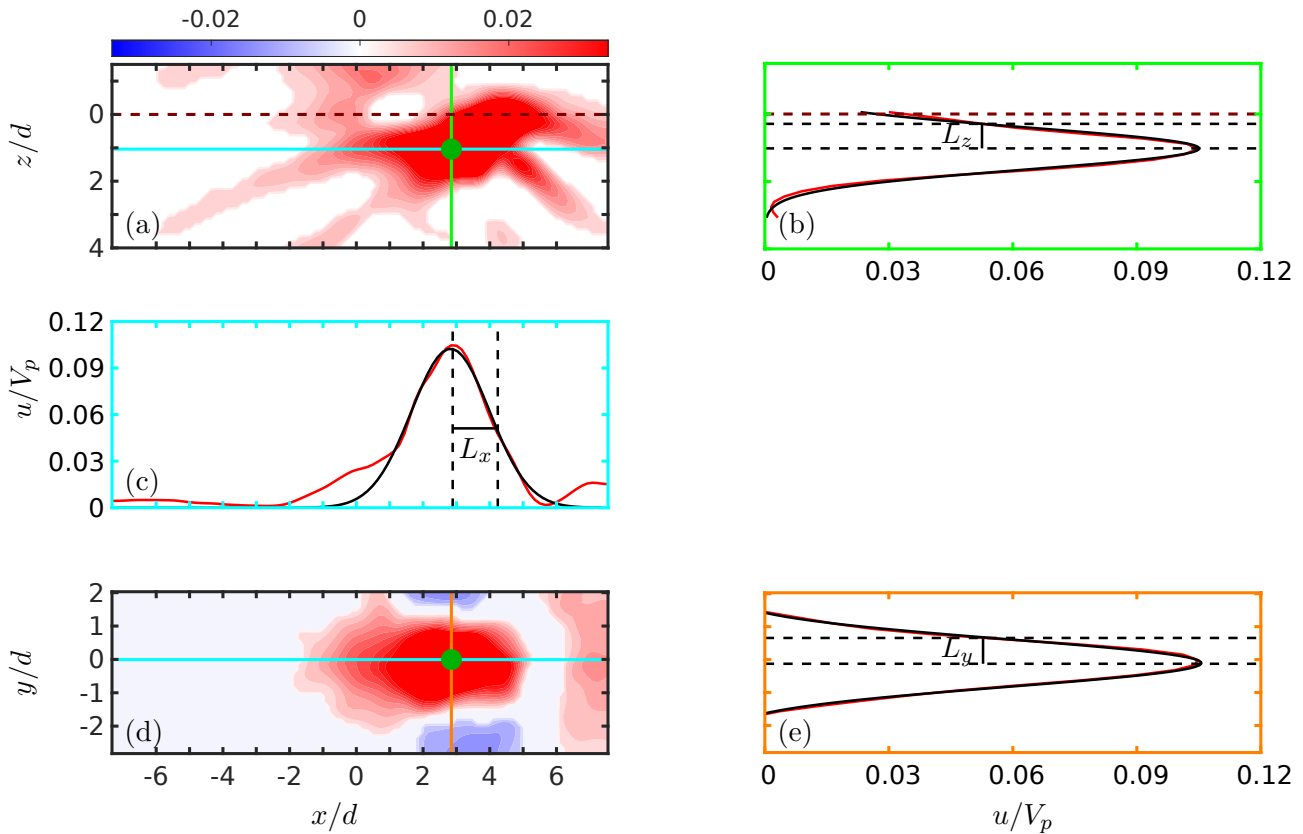 -0.02 0 0.02
z/d
0
2
4
(a)
L_z
(b)
0 0.03 0.06 0.09 0.12
u/V_p
0.12
0.09
0.06
0.03
0
(c)
L_x
y/d
2
1
0
-1
-2
(d)
-6 -4 -2 0 2 4 6
x/d
L_y
(e)
0 0.03 0.06 0.09 0.12
u/V_p